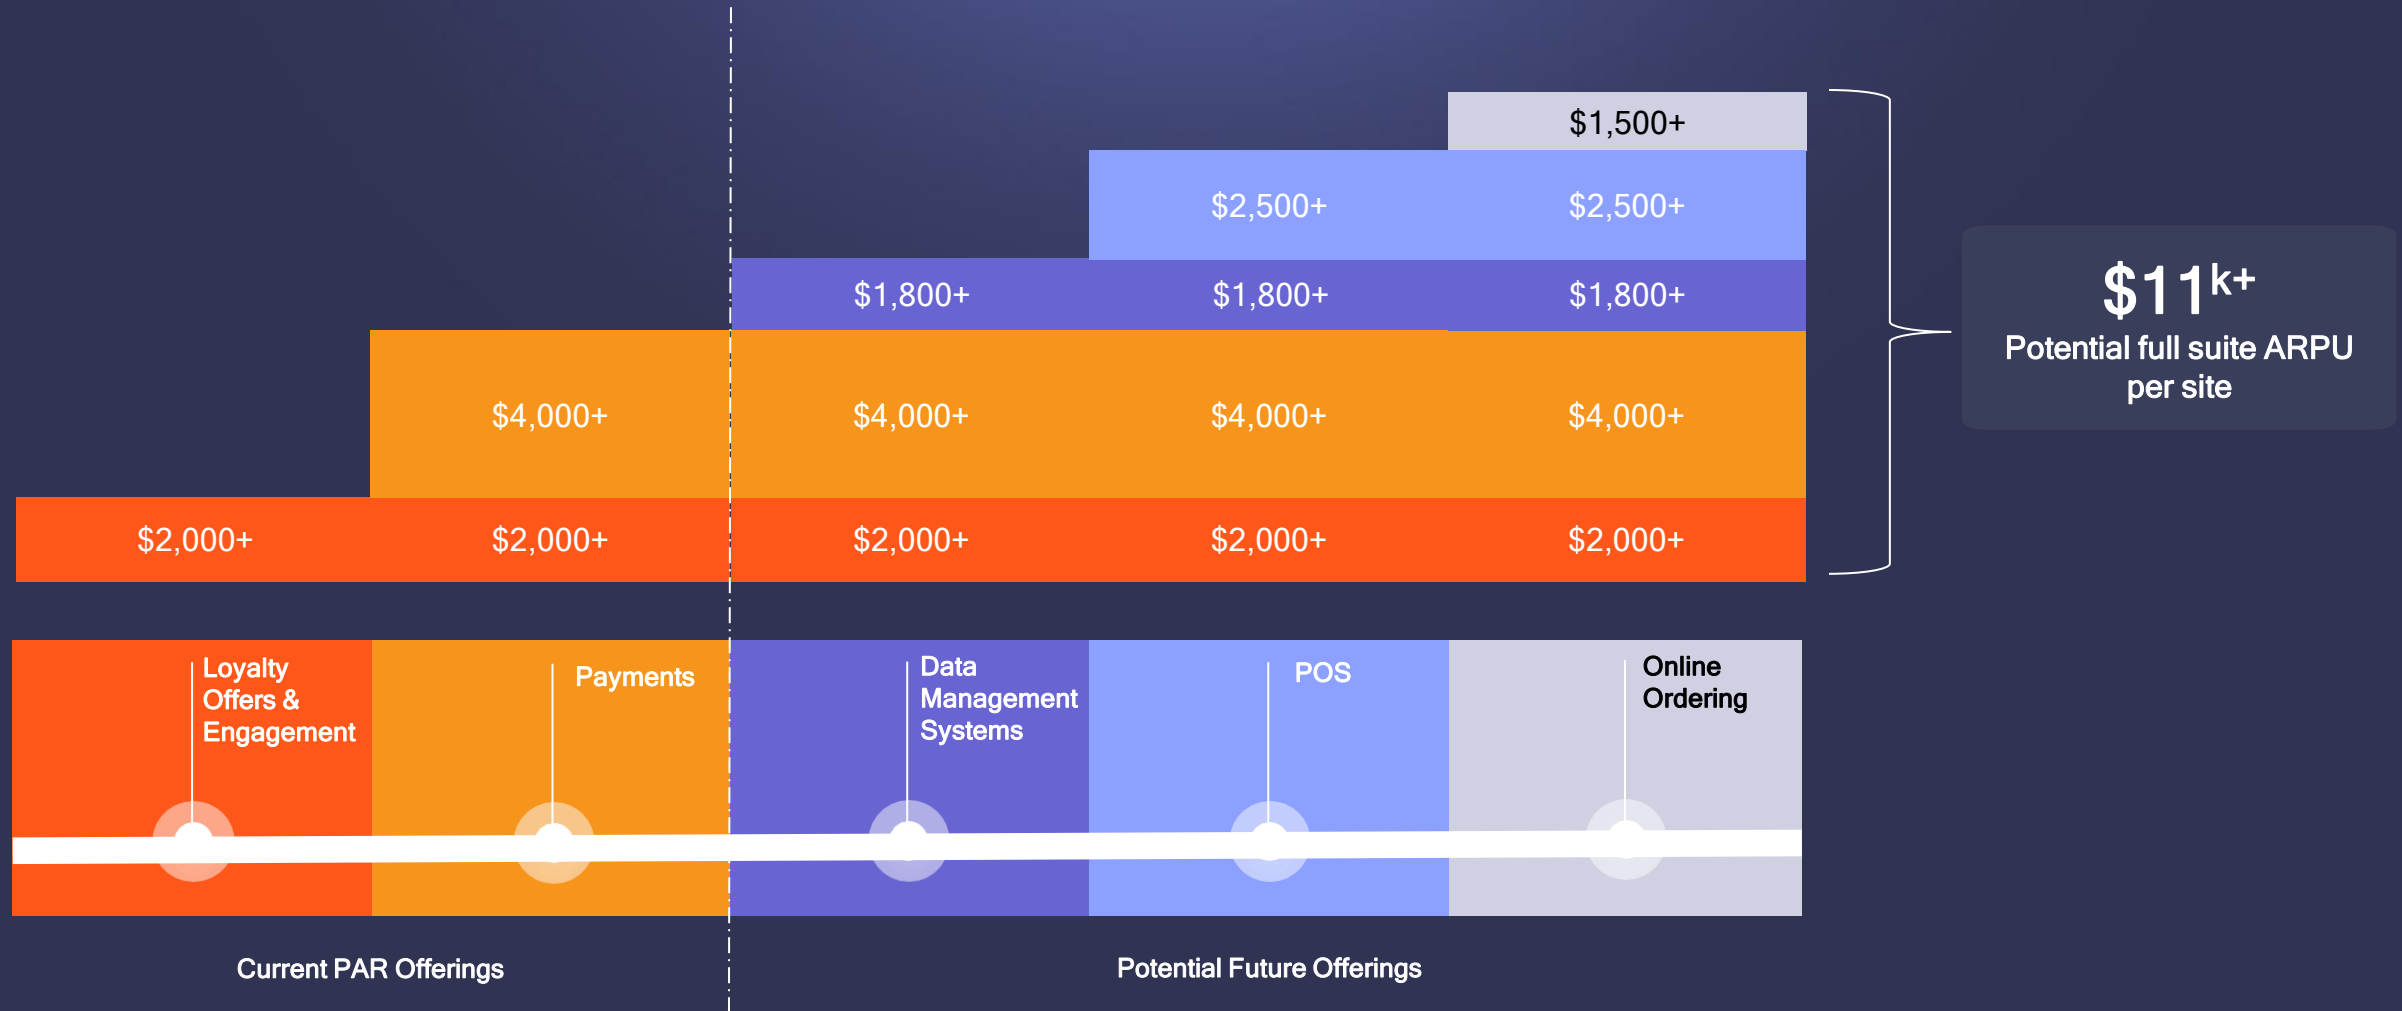 $1,500+
$2,500+ $2,500+
$1,800+ $1,800+ $1,800+
$4,000+ $4,000+ $4,000+ $4,000+
$2,000+ $2,000+ $2,000+ $2,000+ $2,000+
$11k+
Potential full suite ARPU
per site
Loyalty
Offers &
Engagement
Payments
Data
Management
Systems
POS
Online
Ordering
Current PAR Offerings
Potential Future Offerings